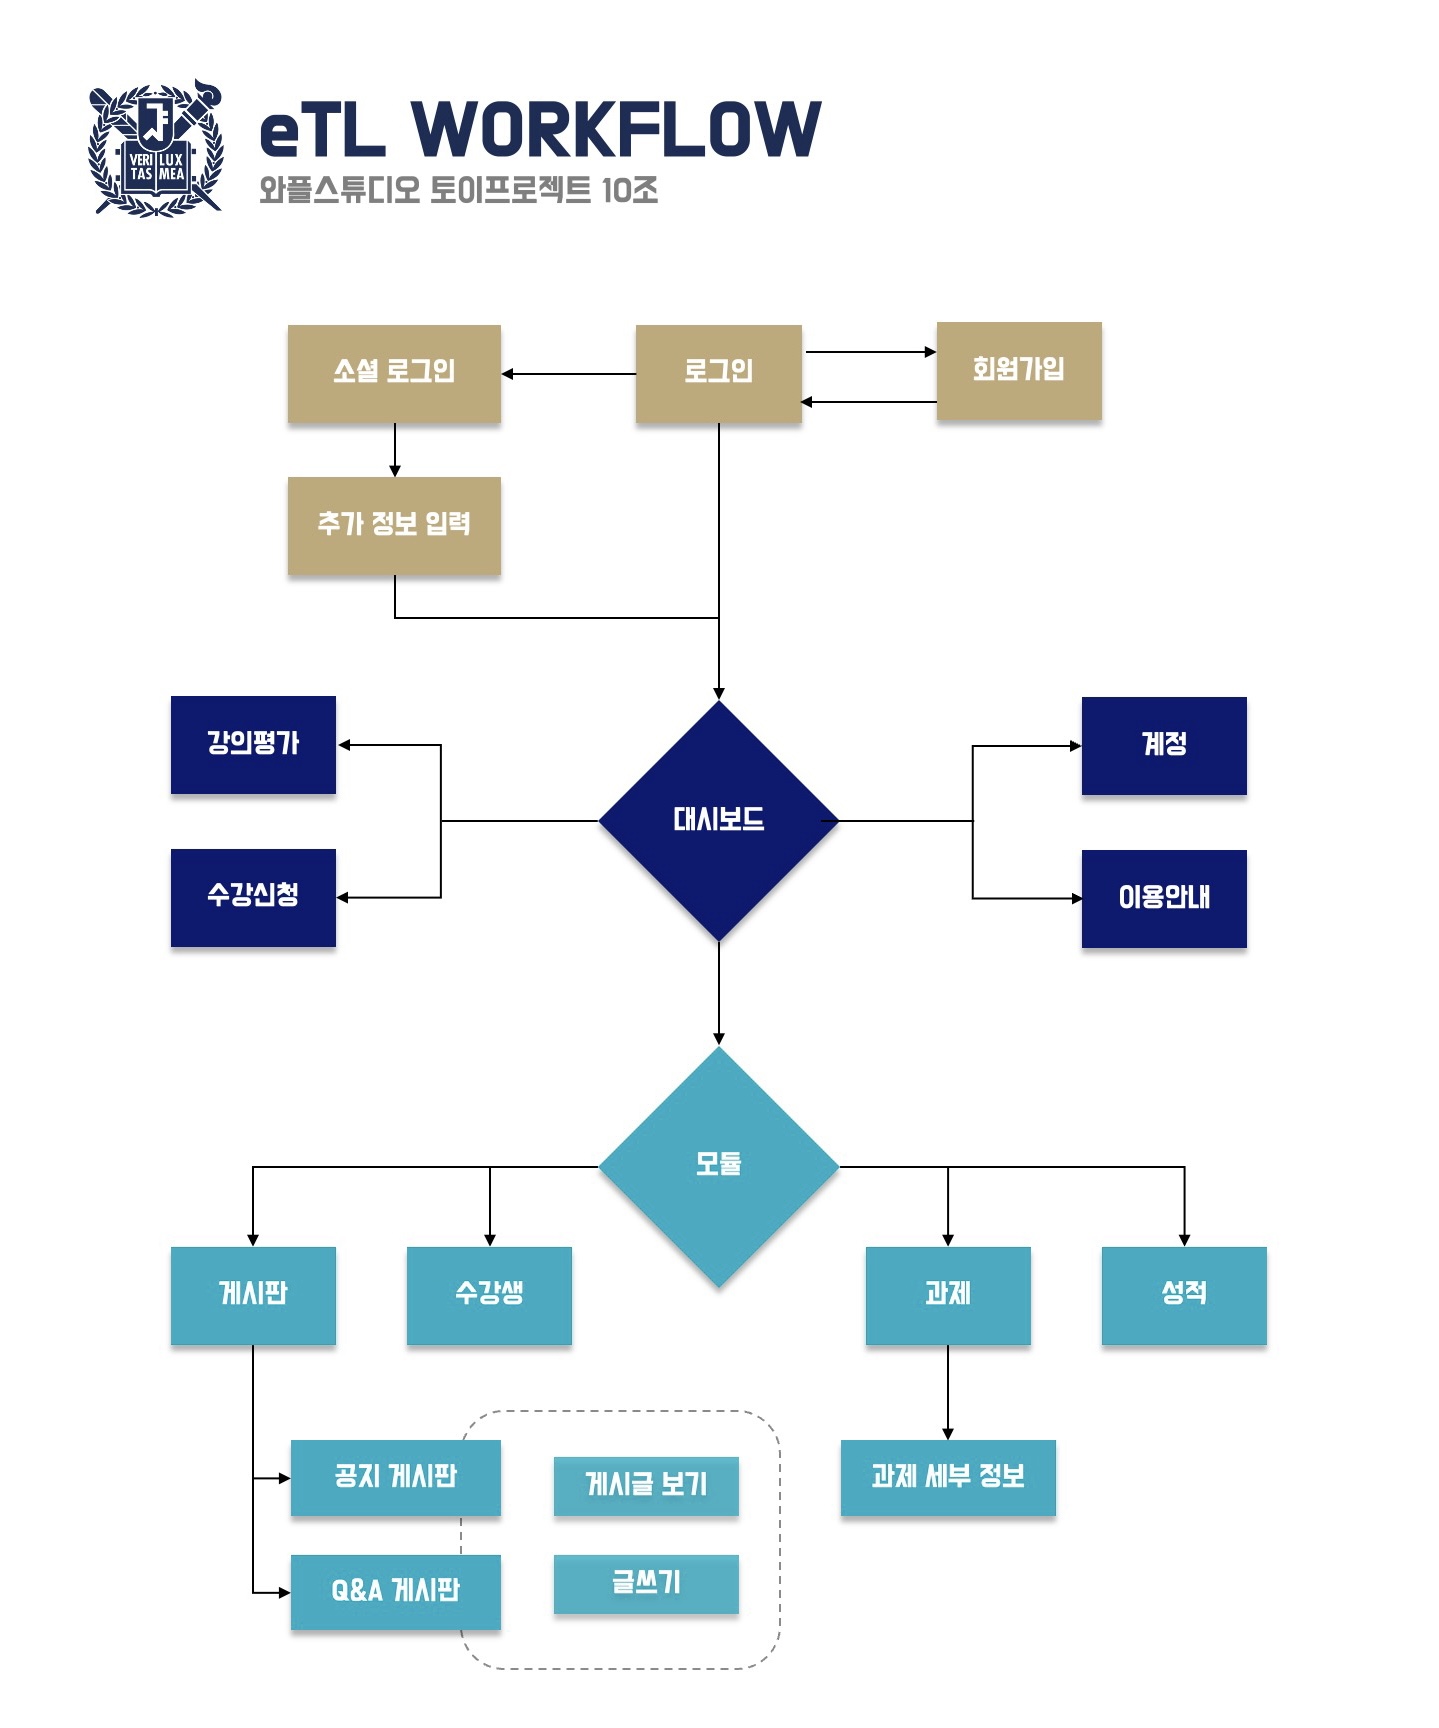 VERI LUX
TAS MEA
eTL WORKFLOW
와플스튜디오 토이프로젝트 10조
소셜 로그인
로그인
회원가입
추가 정보 입력
강의평가
대시보드
계정
수강신청
이용안내
모듈
게시판
수강생
과제
성적
공지 게시판
게시글 보기
과제 세부 정보
Q&A 게시판
글쓰기